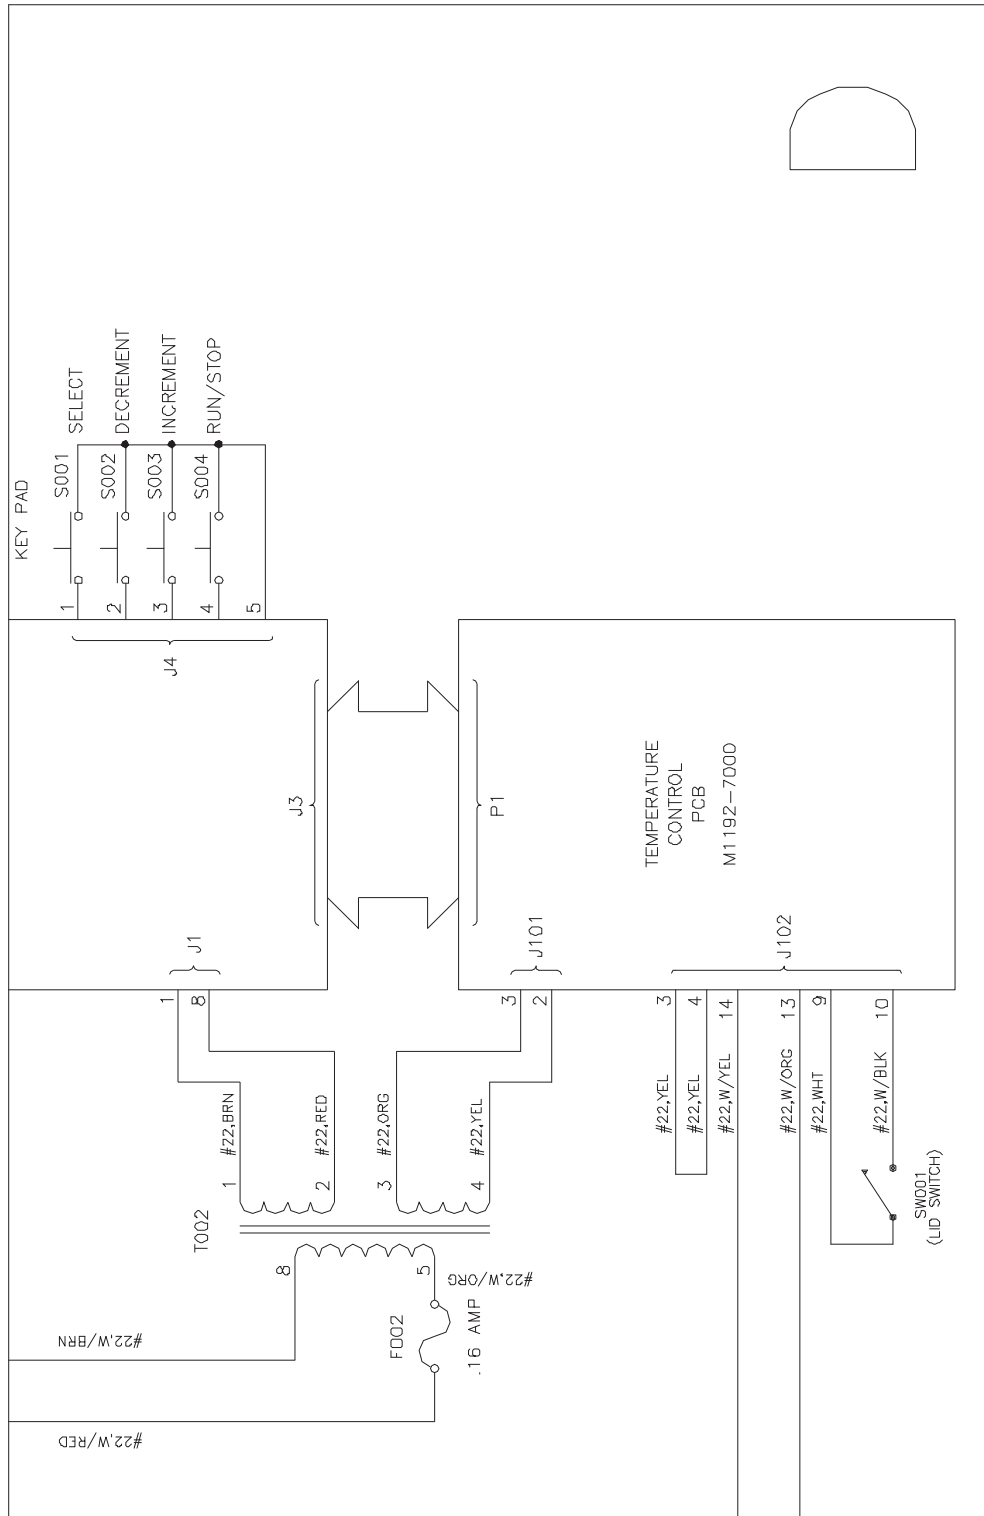 KEY PAD
S001
SELECT
S002
DECREMENT
S003
INCREMENT
S004
RUN/STOP
1
2
3
4
5
J4
J3
P1
J1
1
8
TEMPERATURE
CONTROL
PCB
M1192-7000
J101
3
2
J102
3
4
14
13
9
10
#22,BRN
#22,RED
#22,ORG
#22,YEL
1
2
3
4
T002
8
5
#22,W/ORG
F002
.16 AMP
#22,W/BRN
#22,W/RED
#22,YEL
#22,YEL
#22,W/YEL
#22,W/ORG
#22,WHT
#22,W/BLK
SW001
(LID SWITCH)